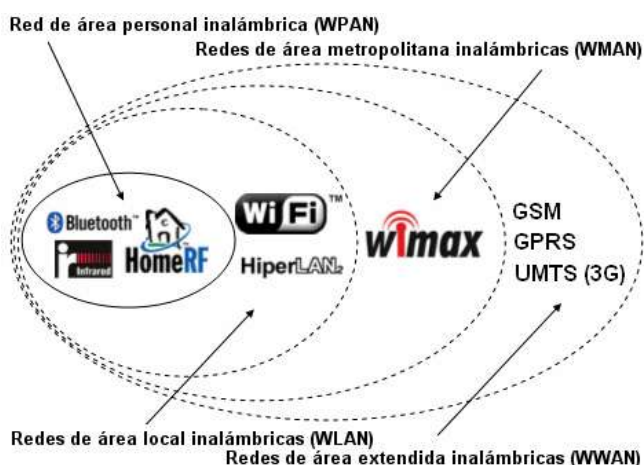 Red de área personal inalámbrica (WPAN)
Redes de área metropolitana inalámbricas (WMAN)
Bluetooth™
Infrared
HomeRF™
WiFi™
HiperLAN2
wimax
GSM
GPRS
UMTS (3G)
Redes de área local inalámbricas (WLAN)
Redes de área extendida inalámbricas (WWAN)